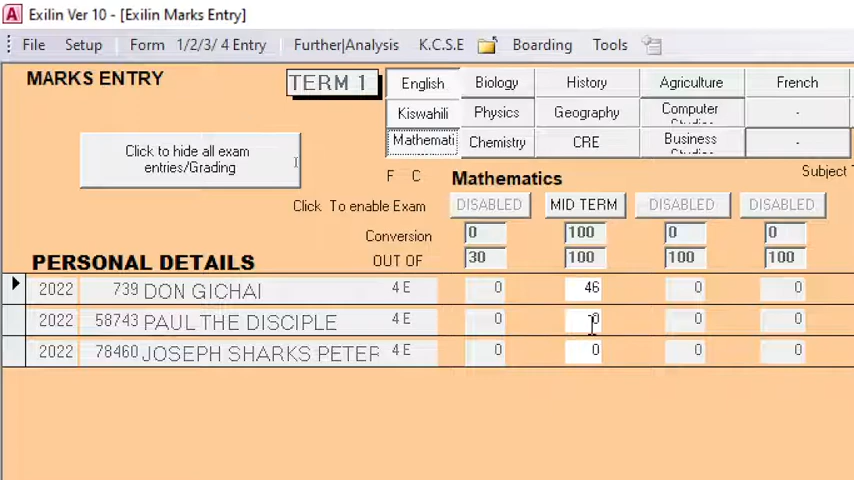 Exilin Ver 10 - [Exilin Marks Entry]
File Setup Form 1/2/3/ 4 Entry Further|Analysis K.C.S.E Boarding Tools
MARKS ENTRY TERM 1 English Biology History Agriculture French
Kiswahili Physics Geography Computer -
Mathemati Chemistry CRE Business -
Click to hide all exam
entries/Grading
F C Mathematics Subject
Click To enable Exam DISABLED MID TERM DISABLED DISABLED
Conversion 0 100 0 0
PERSONAL DETAILS OUT OF 30 100 100 100
2022 739 DON GICHAI 4 E 0 46 0 0
2022 58743 PAUL THE DISCIPLE 4 E 0 0 0 0
2022 78460 JOSEPH SHARKS PETER 4 E 0 0 0 0